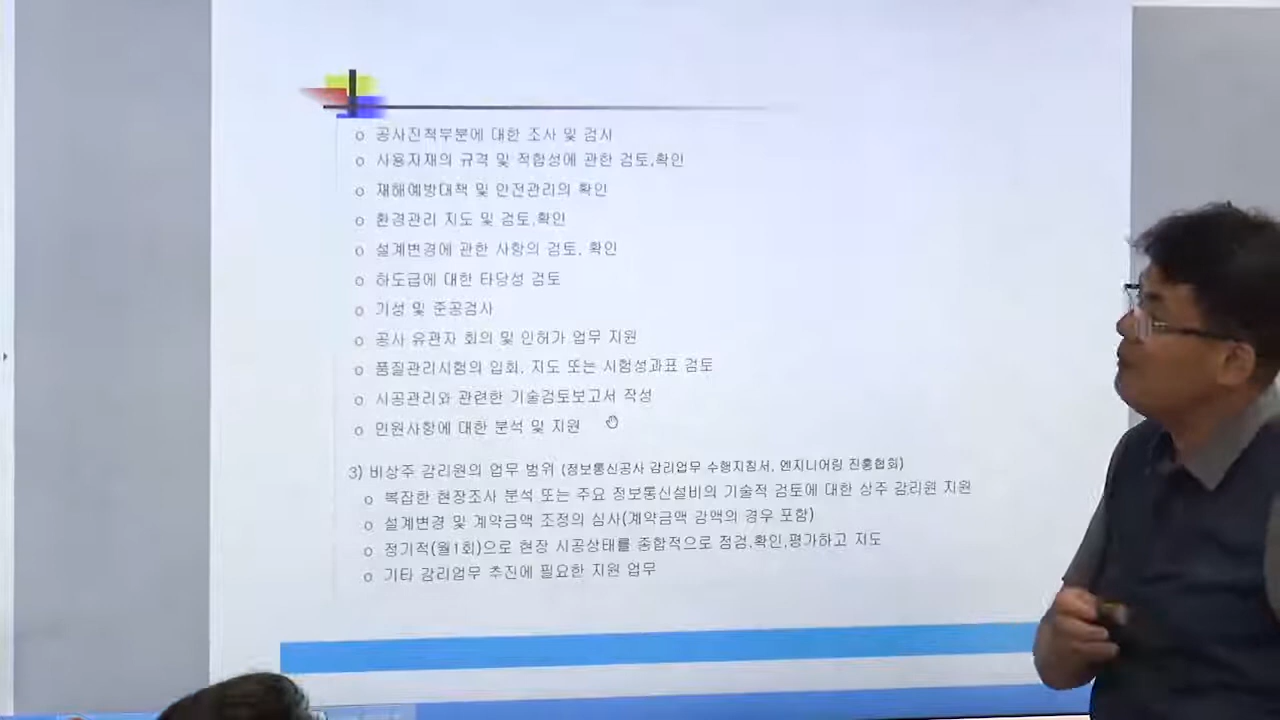 o 공사진척부분에 대한 조사 및 검사
o 사용자재의 규격 및 적합성에 관한 검토,확인
o 재해예방대책 및 안전관리의 확인
o 환경관리 지도 및 검토,확인
o 설계변경에 관한 사항의 검토, 확인
o 하도급에 대한 타당성 검토
o 기성 및 준공검사
o 공사 유관자 회의 및 인허가 업무 지원
o 품질관리시험의 입회, 지도 또는 시험성과표 검토
o 시공관리와 관련한 기술검토보고서 작성
o 민원사항에 대한 분석 및 지원
3) 비상주 감리원의 업무 범위 (정보통신공사 감리업무 수행지침서, 엔지니어링 진흥협회)
o 복잡한 현장조사 분석 또는 주요 정보통신설비의 기술적 검토에 대한 상주 감리원 지원
o 설계변경 및 계약금액 조정의 심사(계약금액 감액의 경우 포함)
o 정기적(월1회)으로 현장 시공상태를 종합적으로 점검,확인,평가하고 지도
o 기타 감리업무 추진에 필요한 지원 업무